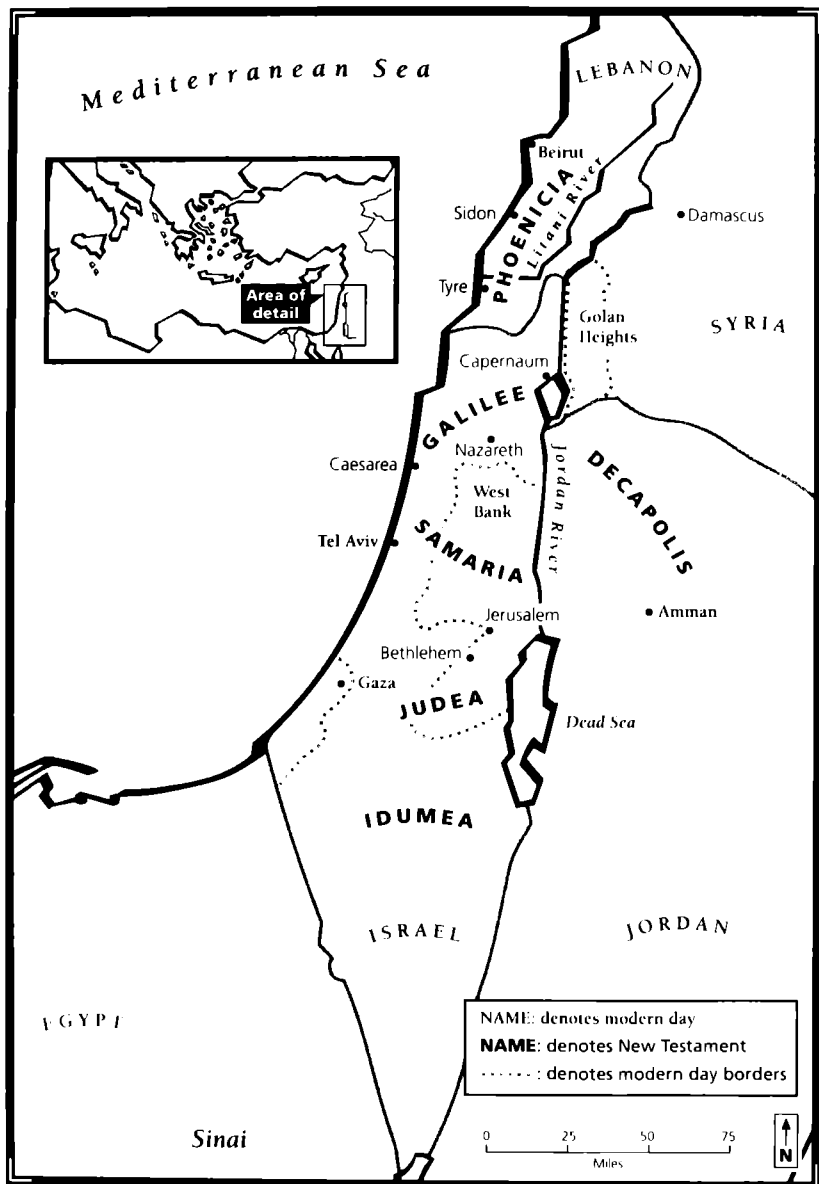 Mediterranean Sea
LEBANON
Beirut
PHOENICIA
Litani River
Sidon
Damascus
Tyre
Area of
detail
Golan
Heights
SYRIA
Capernaum
GALILEE
Nazareth
Caesarea
Jordan River
DECAPOLIS
West
Bank
Tel Aviv
SAMARIA
Jerusalem
Amman
Bethlehem
Gaza
JUDEA
Dead Sea
IDUMEA
ISRAEL
JORDAN
EGYPT
NAME: denotes modern day
NAME: denotes New Testament
: denotes modern day borders
Sinai
0 25 50 75
Miles
N